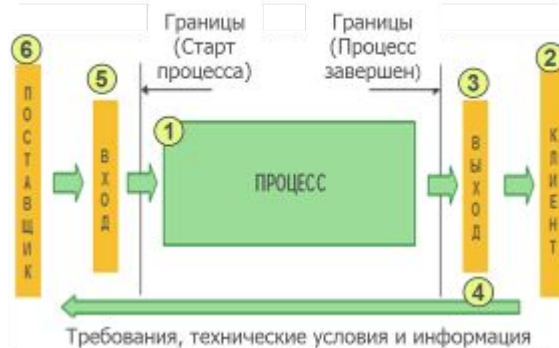 Границы
(Старт
процесса)
Границы
(Процесс
завершен)
6
ПОСТАВЩИК
5
ВХОД
1
ПРОЦЕСС
3
ВЫХОД
2
КЛИЕНТ
4
Требования, технические условия и информация